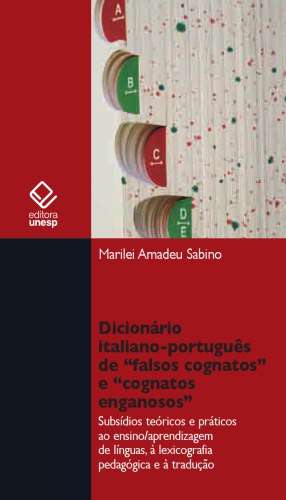 A
B
C
D
E
editora
unesp
Marilei Amadeu Sabino
Dicionário
italiano-português
de “falsos cognatos”
e “cognatos
enganosos”
Subsídios teóricos e práticos
ao ensino/aprendizagem
de línguas, à lexicografia
pedagógica e à tradução